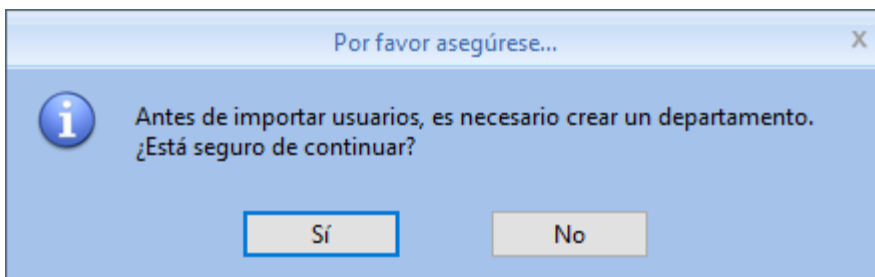 Por favor asegúrese...
X
Antes de importar usuarios, es necesario crear un departamento.
¿Está seguro de continuar?
Sí
No